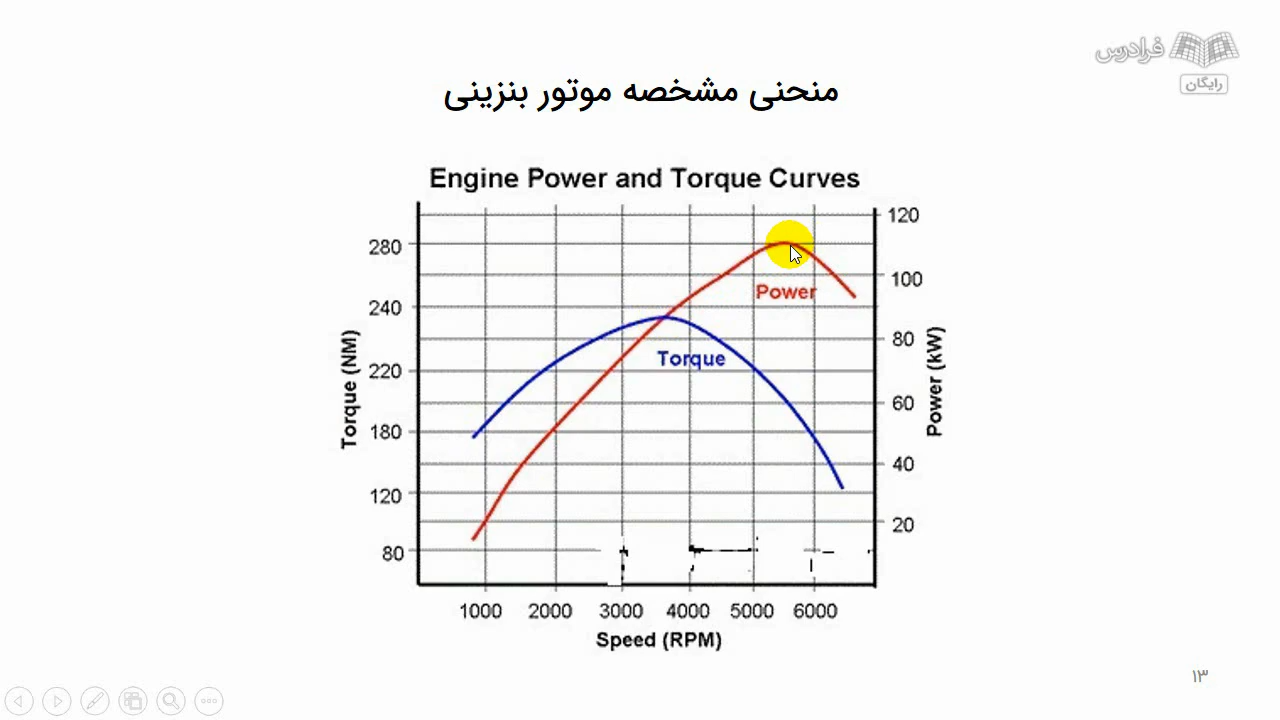 فرادرس
رایگان
منحنی مشخصه موتور بنزینی
Engine Power and Torque Curves
120
280
100
Power
240
80
Torque
220
60
180
40
120
20
80
Torque (NM)
Power (kW)
1000 2000 3000 4000 5000 6000
Speed (RPM)
۱۳